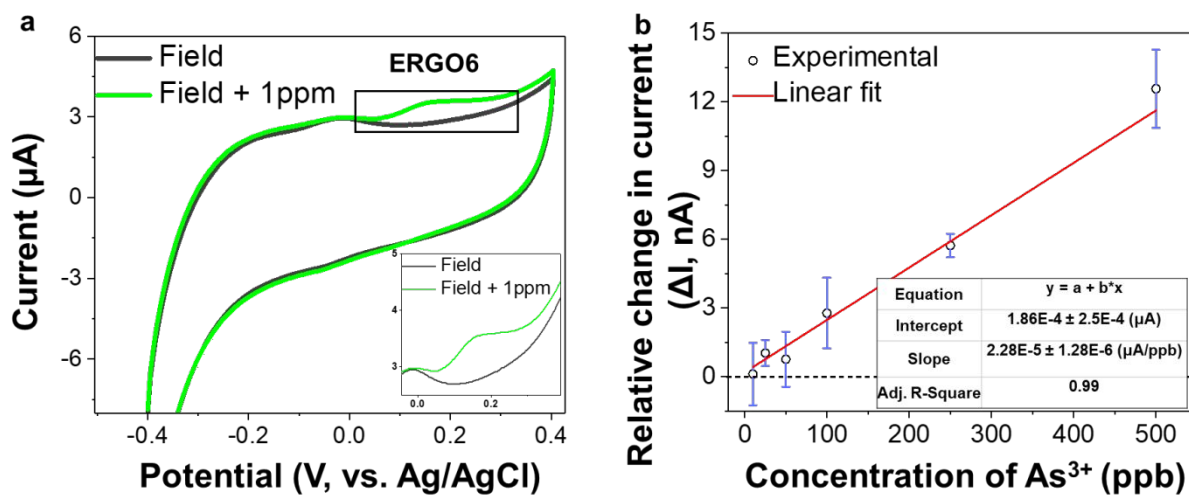 a
Field
Field + 1ppm
ERGO6
6
3
0
-3
-6
Current (µA)
-0.4
-0.2
0.0
0.2
0.4
Potential (V, vs. Ag/AgCl)
5
4
3
2
0.0
0.2
Field
Field + 1ppm
b
Experimental
Linear fit
15
12
9
6
3
0
Relative change in current
(ΔI, nA)
0
100
200
300
400
500
Concentration of As³⁺ (ppb)
Equation y = a + b*x
Intercept 1.86E-4 ± 2.5E-4 (µA)
Slope 2.28E-5 ± 1.28E-6 (µA/ppb)
Adj. R-Square 0.99